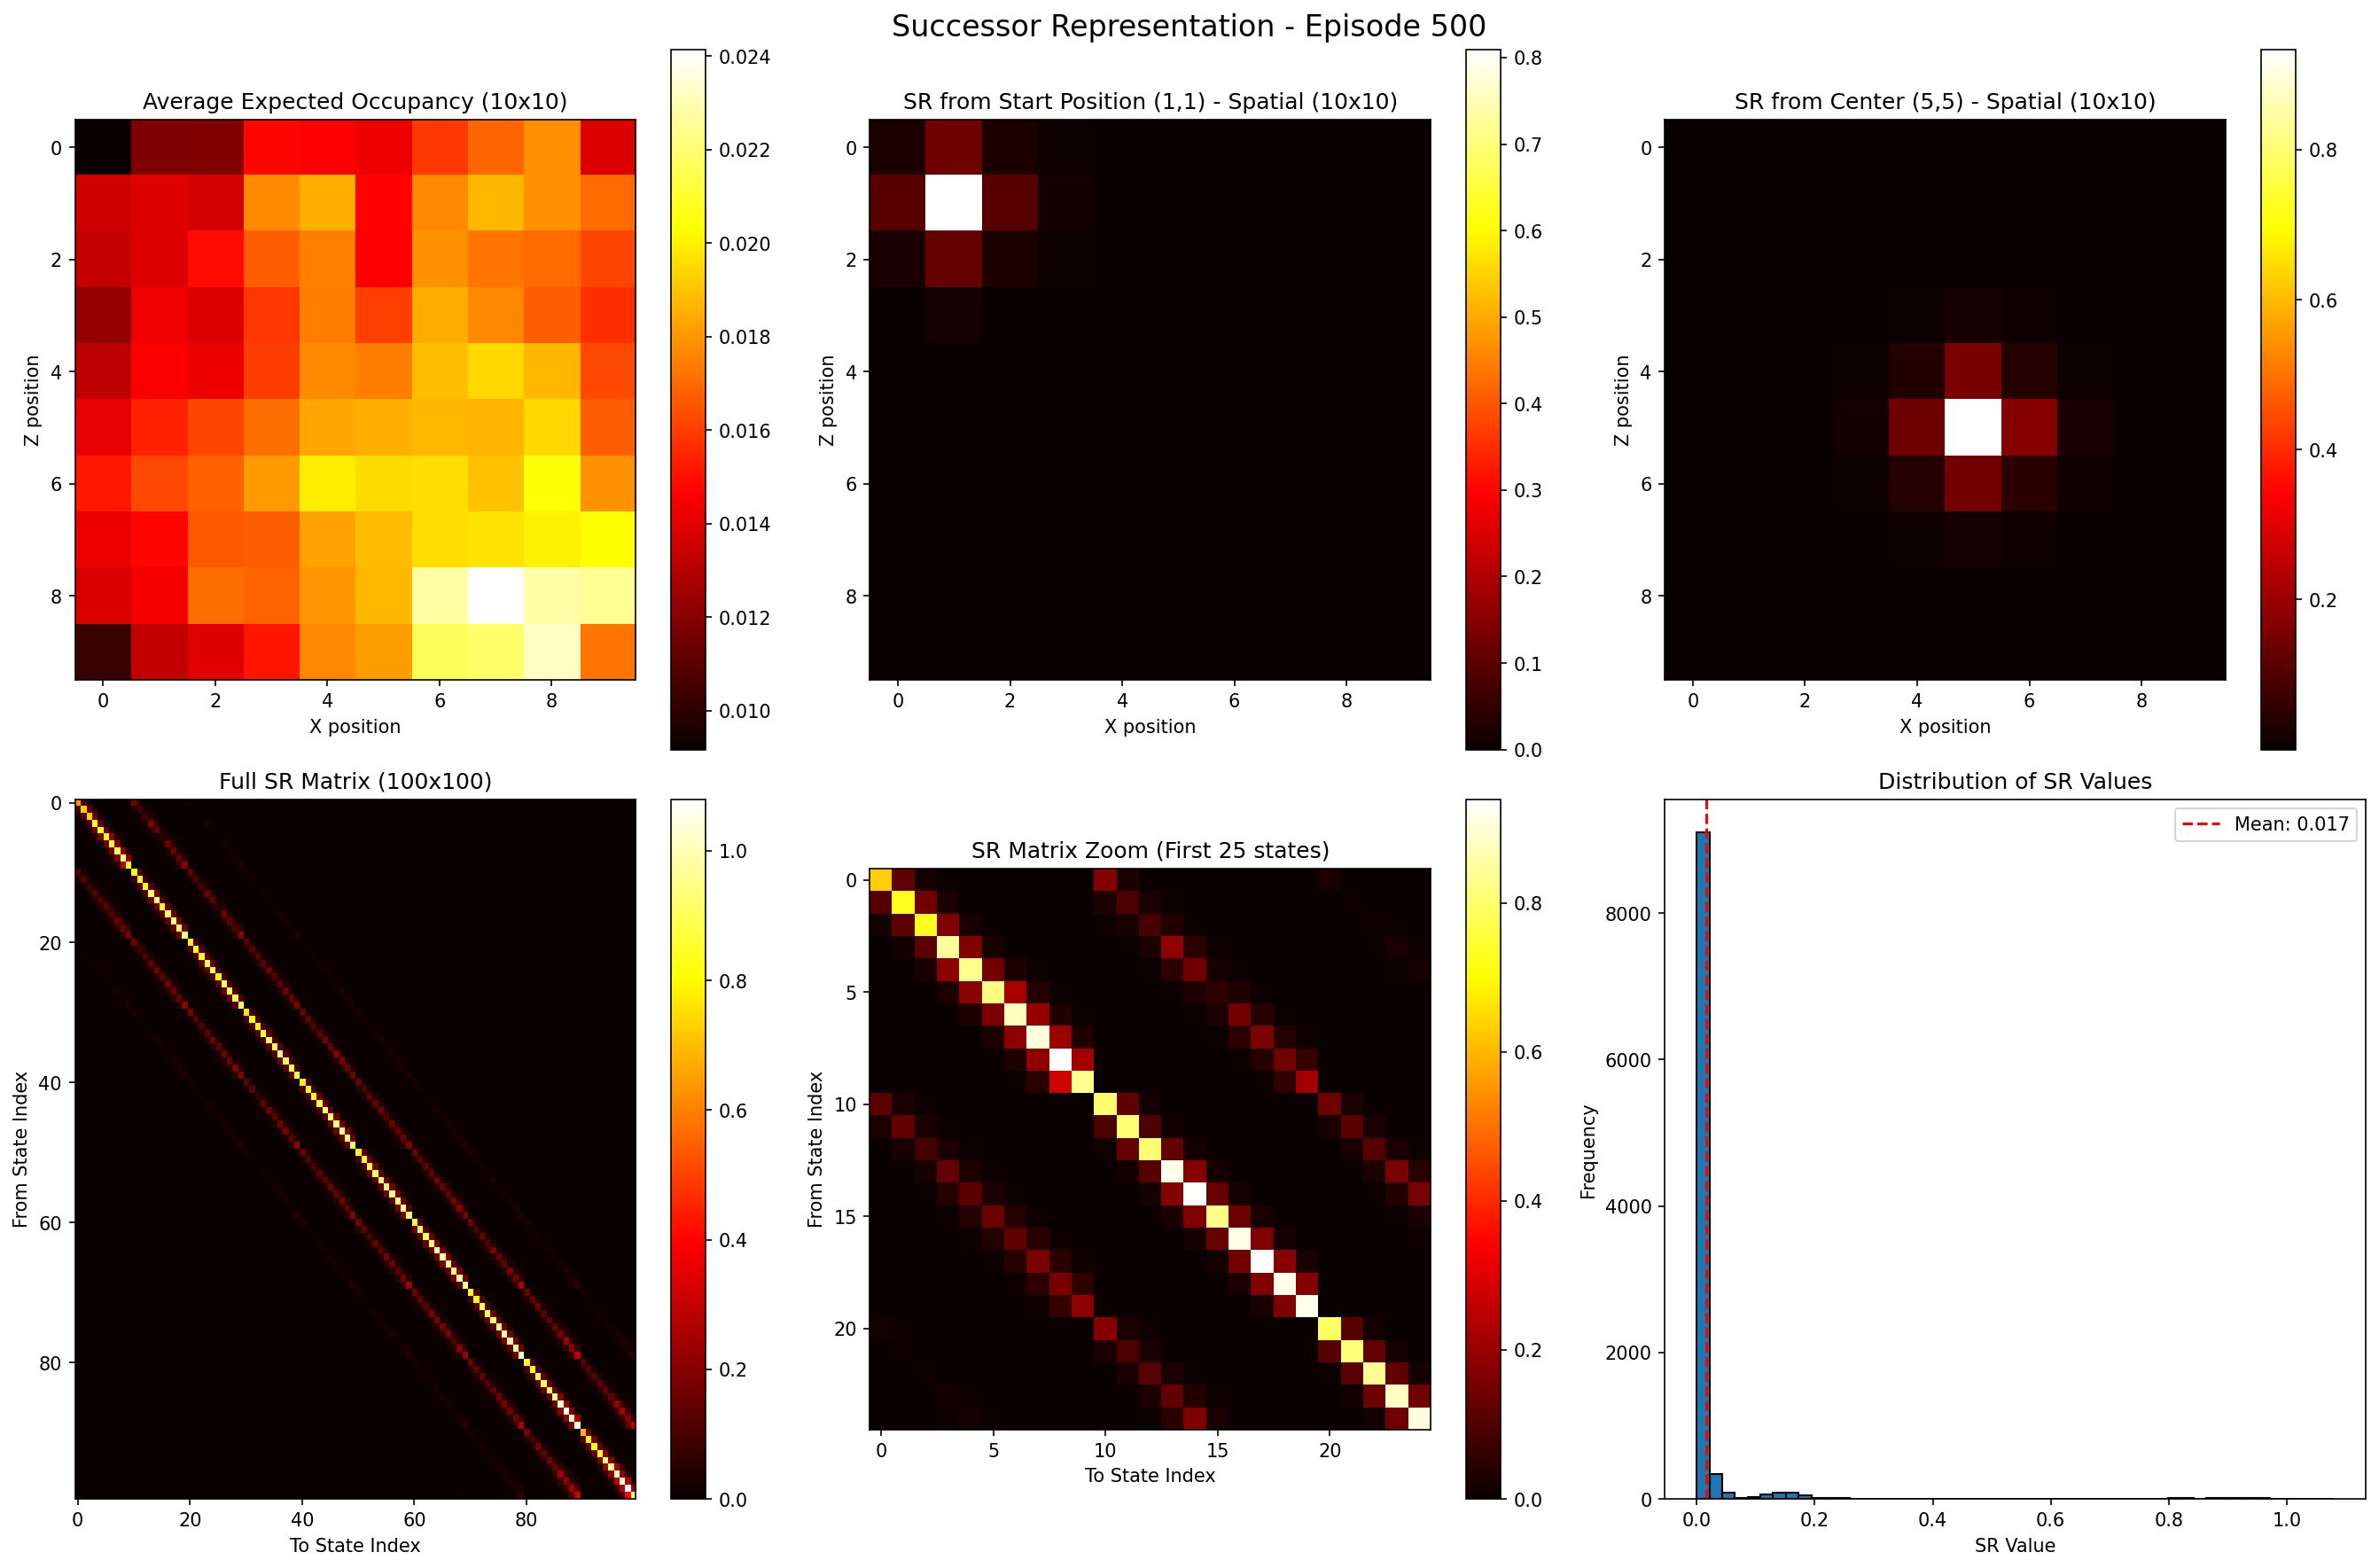 Successor Representation - Episode 500
Average Expected Occupancy (10x10)
0
2
4
6
8
Z position
0 2 4 6 8
X position
0.024
0.022
0.020
0.018
0.016
0.014
0.012
0.010
SR from Start Position (1,1) - Spatial (10x10)
0
2
4
6
8
Z position
0 2 4 6 8
X position
0.8
0.7
0.6
0.5
0.4
0.3
0.2
0.1
0.0
SR from Center (5,5) - Spatial (10x10)
0
2
4
6
8
Z position
0 2 4 6 8
X position
0.8
0.6
0.4
0.2
Full SR Matrix (100x100)
0
20
40
60
80
From State Index
0 20 40 60 80
To State Index
1.0
0.8
0.6
0.4
0.2
0.0
SR Matrix Zoom (First 25 states)
0
5
10
15
20
From State Index
0 5 10 15 20
To State Index
0.8
0.6
0.4
0.2
0.0
Distribution of SR Values
Mean: 0.017
8000
6000
4000
2000
0
Frequency
0.0 0.2 0.4 0.6 0.8 1.0
SR Value